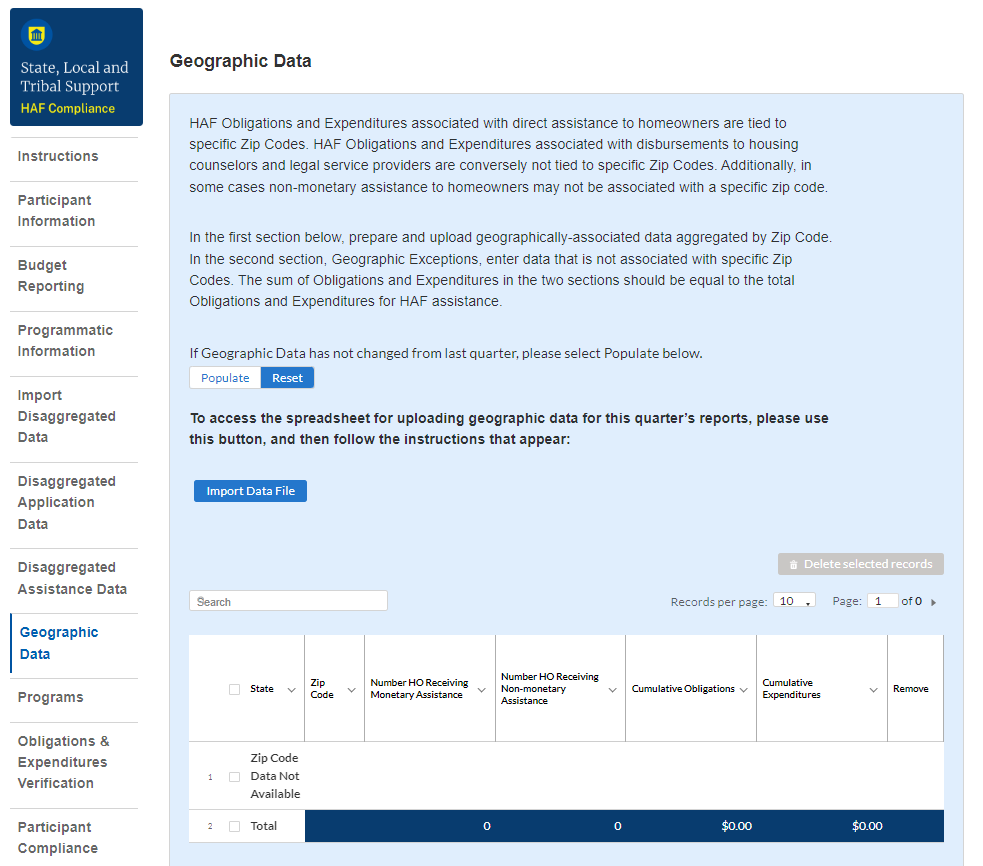 State, Local and
Tribal Support
HAF Compliance
Instructions
Participant
Information
Budget
Reporting
Programmatic
Information
Import
Disaggregated
Data
Disaggregated
Application
Data
Disaggregated
Assistance Data
Geographic
Data
Programs
Obligations &
Expenditures
Verification
Participant
Compliance
Geographic Data
HAF Obligations and Expenditures associated with direct assistance to homeowners are tied to
specific Zip Codes. HAF Obligations and Expenditures associated with disbursements to housing
counselors and legal service providers are conversely not tied to specific Zip Codes. Additionally, in
some cases non-monetary assistance to homeowners may not be associated with a specific zip code.
In the first section below, prepare and upload geographically-associated data aggregated by Zip Code.
In the second section, Geographic Exceptions, enter data that is not associated with specific Zip
Codes. The sum of Obligations and Expenditures in the two sections should be equal to the total
Obligations and Expenditures for HAF assistance.
If Geographic Data has not changed from last quarter, please select Populate below.
Populate Reset
To access the spreadsheet for uploading geographic data for this quarter's reports, please use
this button, and then follow the instructions that appear:
Import Data File
Delete selected records
Search Records per page: 10 Page: 1 of 0
State
Zip
Code
Number HO Receiving
Monetary Assistance
Number HO Receiving
Non-monetary
Assistance
Cumulative Obligations
Cumulative
Expenditures
Remove
1 Zip Code
Data Not
Available
2 Total 0 0 $0.00 $0.00